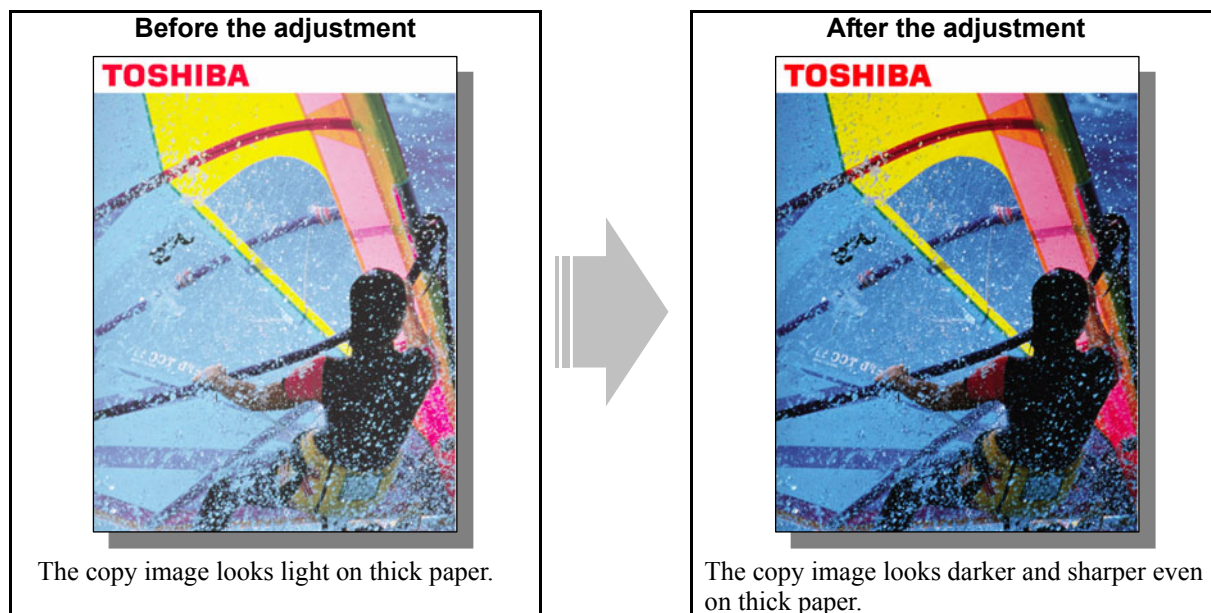 Before the adjustment
TOSHIBA
The copy image looks light on thick paper.
After the adjustment
TOSHIBA
The copy image looks darker and sharper even
on thick paper.